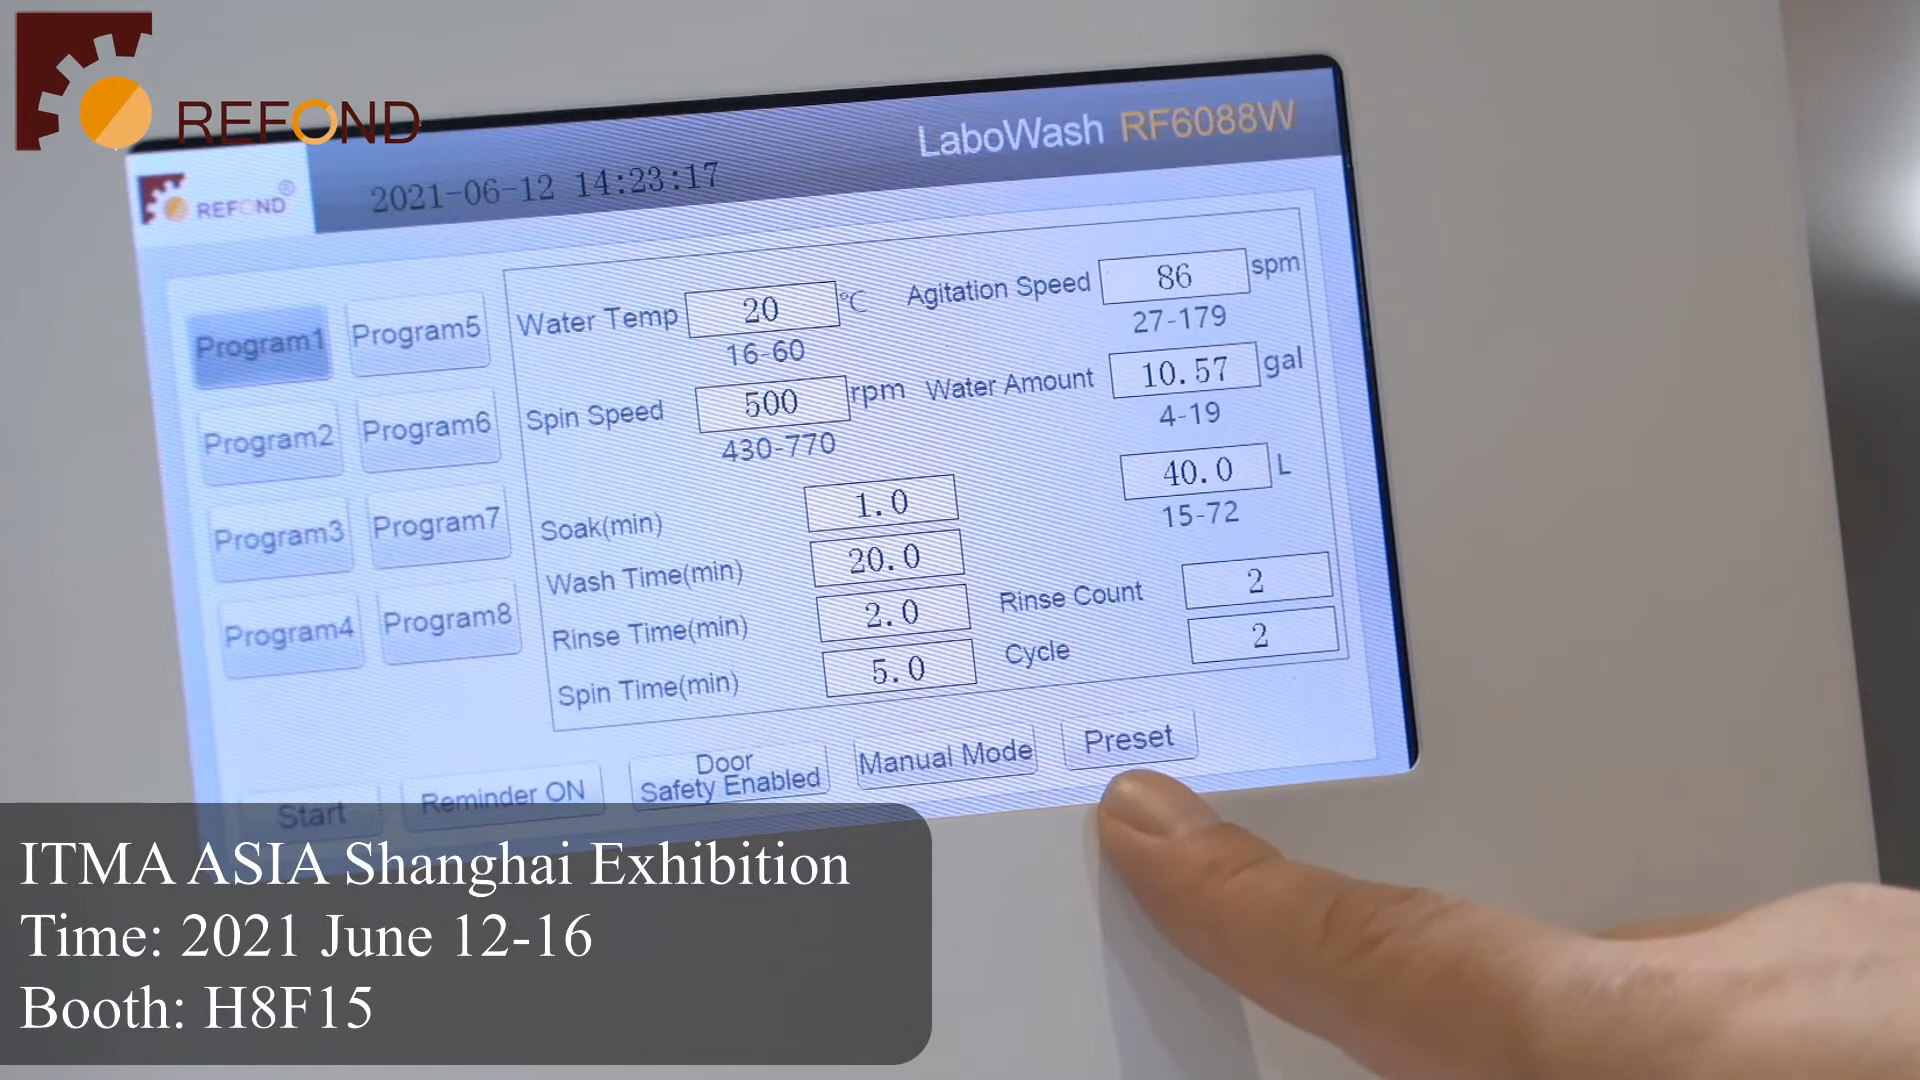 REFOND
LaboWash RF6088W
REFOND®
2021-06-12 14:23:17
Program1
Program5
Program2
Program6
Program3
Program7
Program4
Program8
Water Temp 20 °C
16-60
Agitation Speed 86 spm
27-179
Spin Speed 500 rpm
430-770
Water Amount 10.57 gal
4-19
40.0 L
15-72
Soak(min) 1.0
Wash Time(min) 20.0
Rinse Time(min) 2.0
Spin Time(min) 5.0
Rinse Count 2
Cycle 2
Start
Reminder ON
Door
Safety Enabled
Manual Mode
Preset
ITMA ASIA Shanghai Exhibition
Time: 2021 June 12-16
Booth: H8F15